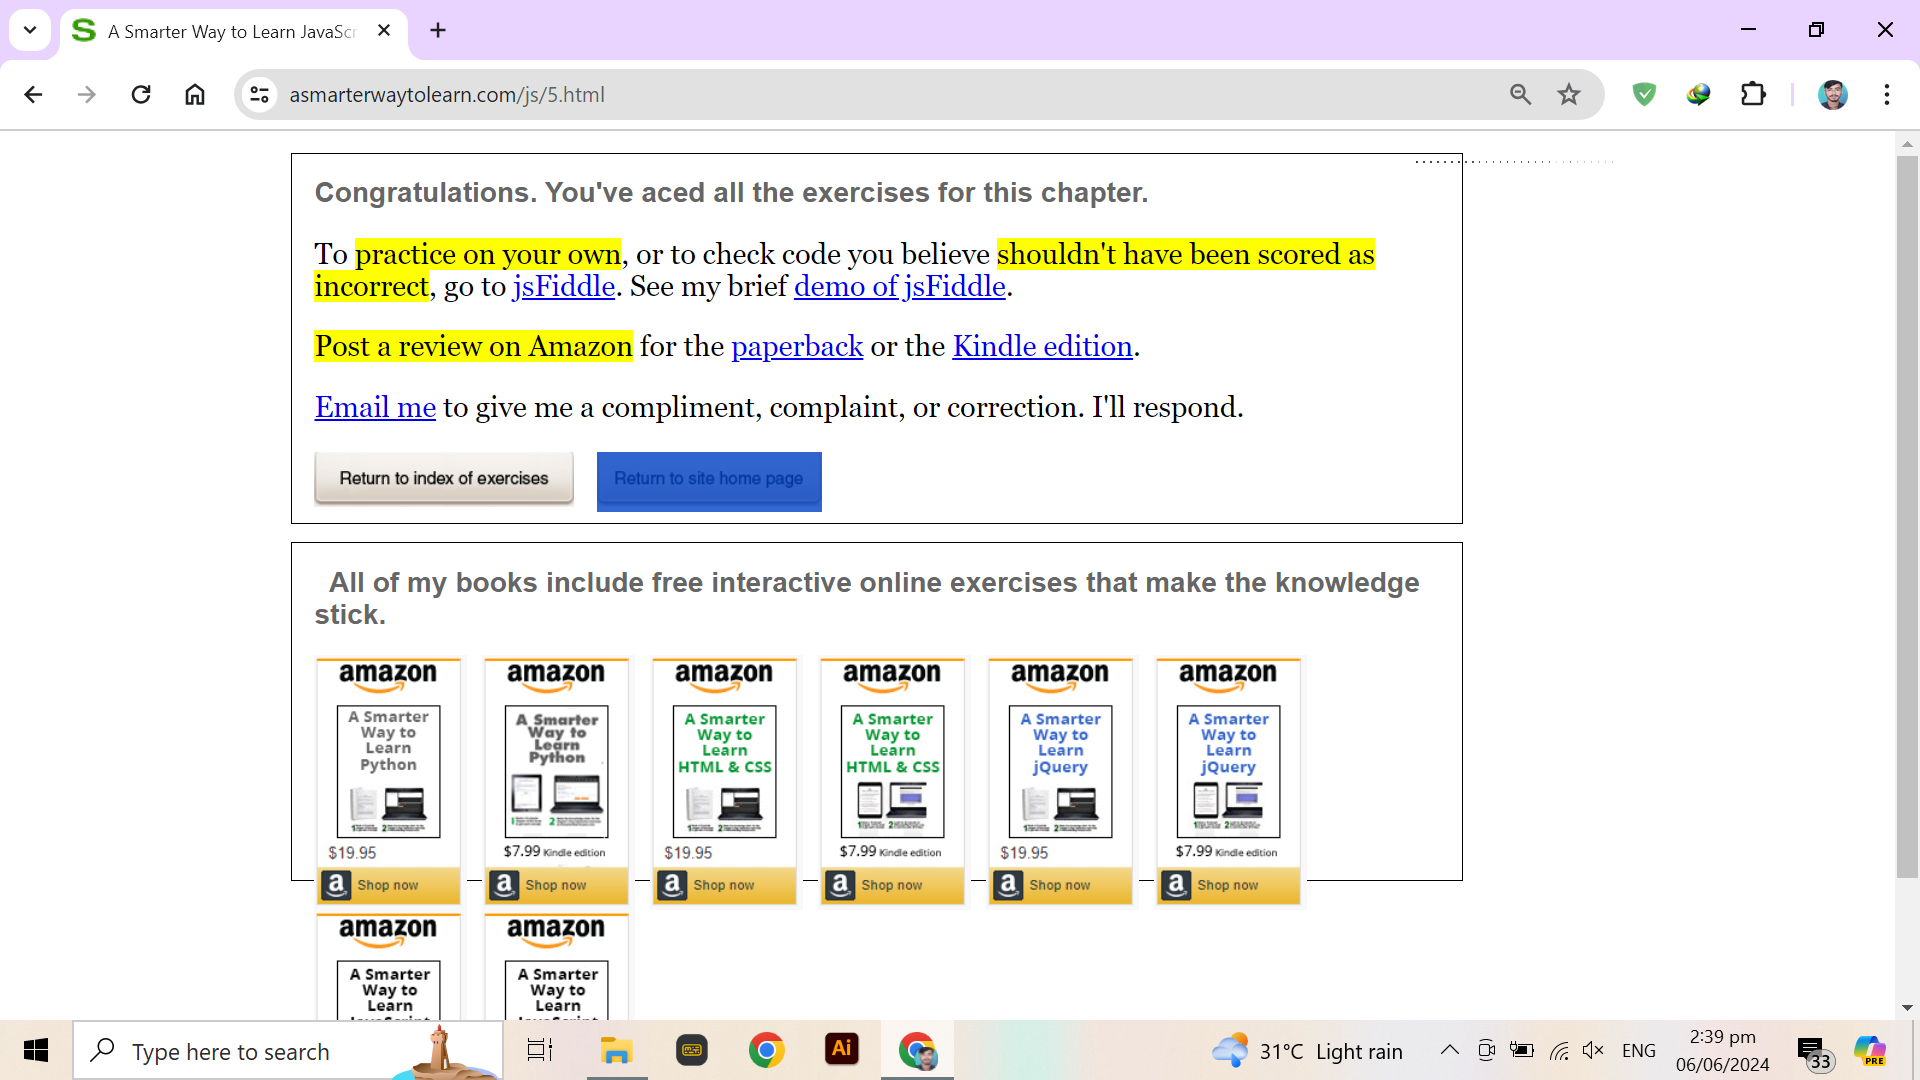 A Smarter Way to Learn JavaScr
asmarterwaytolearn.com/js/5.html
Congratulations. You've aced all the exercises for this chapter.
To practice on your own, or to check code you believe shouldn't have been scored as
incorrect, go to jsFiddle. See my brief demo of jsFiddle.
Post a review on Amazon for the paperback or the Kindle edition.
Email me to give me a compliment, complaint, or correction. I'll respond.
Return to index of exercises Return to site home page
All of my books include free interactive online exercises that make the knowledge
stick.
amazon amazon amazon amazon amazon amazon
A Smarter A Smarter A Smarter A Smarter A Smarter A Smarter
Way to Way to Way to Way to Way to Way to
Learn Learn Learn Learn Learn Learn
Python Python HTML & CSS HTML & CSS jQuery jQuery
$19.95 $7.99 Kindle edition $19.95 $7.99 Kindle edition $19.95 $7.99 Kindle edition
a Shop now a Shop now a Shop now a Shop now a Shop now a Shop now
amazon amazon
A Smarter A Smarter
Way to Way to
Learn Learn
Type here to search
Ai
31°C Light rain
ENG
2:39 pm
06/06/2024
33
PRE